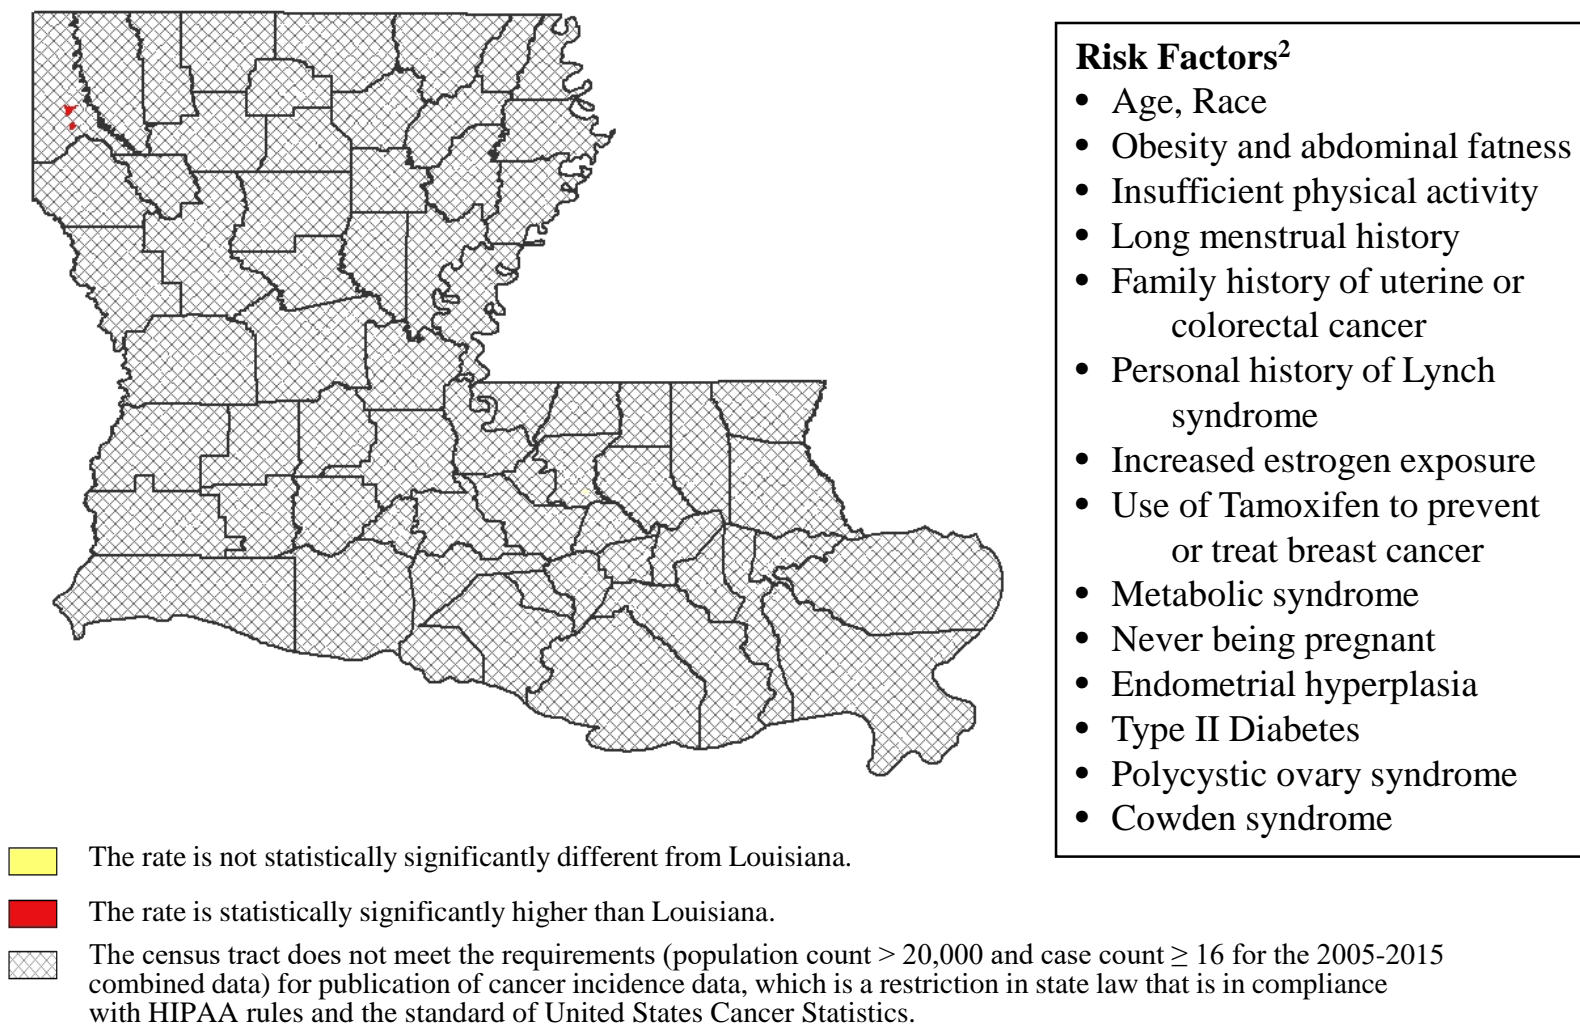 Risk Factors²
• Age, Race
• Obesity and abdominal fatness
• Insufficient physical activity
• Long menstrual history
• Family history of uterine or
colorectal cancer
• Personal history of Lynch
syndrome
• Increased estrogen exposure
• Use of Tamoxifen to prevent
or treat breast cancer
• Metabolic syndrome
• Never being pregnant
• Endometrial hyperplasia
• Type II Diabetes
• Polycystic ovary syndrome
• Cowden syndrome
The rate is not statistically significantly different from Louisiana.
The rate is statistically significantly higher than Louisiana.
The census tract does not meet the requirements (population count > 20,000 and case count ≥ 16 for the 2005-2015
combined data) for publication of cancer incidence data, which is a restriction in state law that is in compliance
with HIPAA rules and the standard of United States Cancer Statistics.